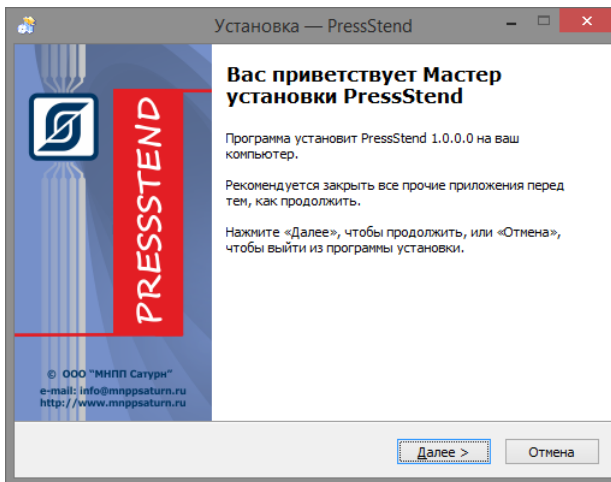 Установка — PressStend
PRESSSTEND
© ООО "МНПП Сатурн"
e-mail: info@mnppsaturn.ru
http://www.mnppsaturn.ru
Вас приветствует Мастер
установки PressStend
Программа установит PressStend 1.0.0.0 на ваш
компьютер.
Рекомендуется закрыть все прочие приложения перед
тем, как продолжить.
Нажмите «Далее», чтобы продолжить, или «Отмена»,
чтобы выйти из программы установки.
Далее >
Отмена